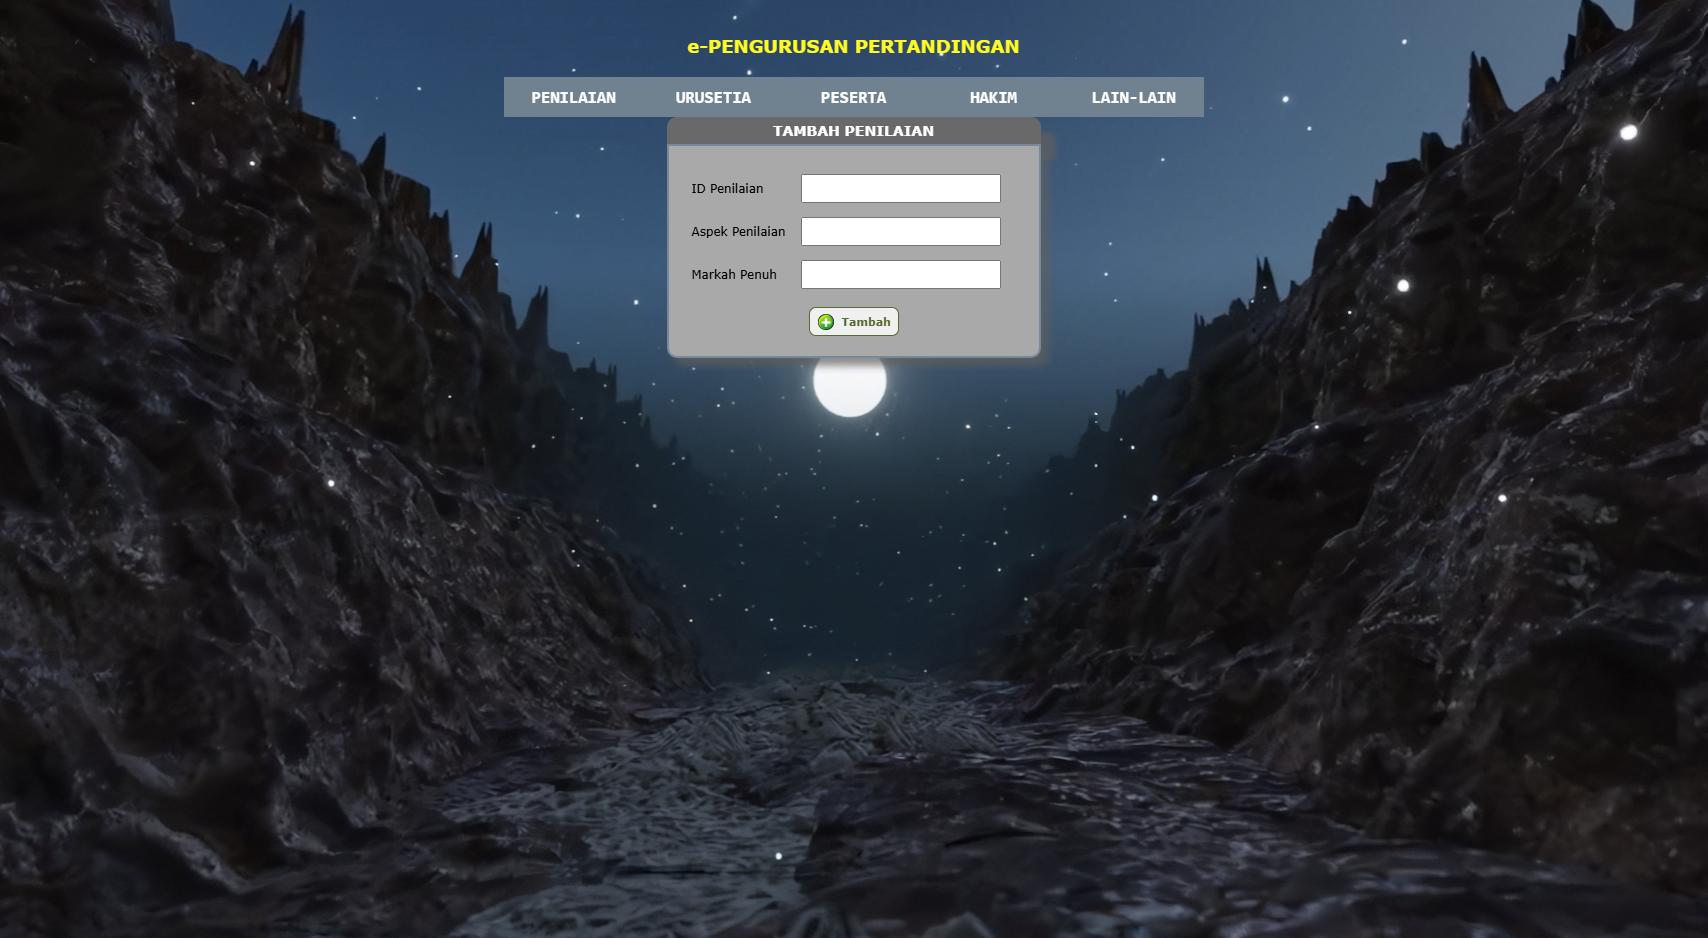 e-PENGURUSAN PERTANDINGAN
PENILAIAN URUSETIA PESERTA HAKIM LAIN-LAIN
TAMBAH PENILAIAN
ID Penilaian
Aspek Penilaian
Markah Penuh
Tambah